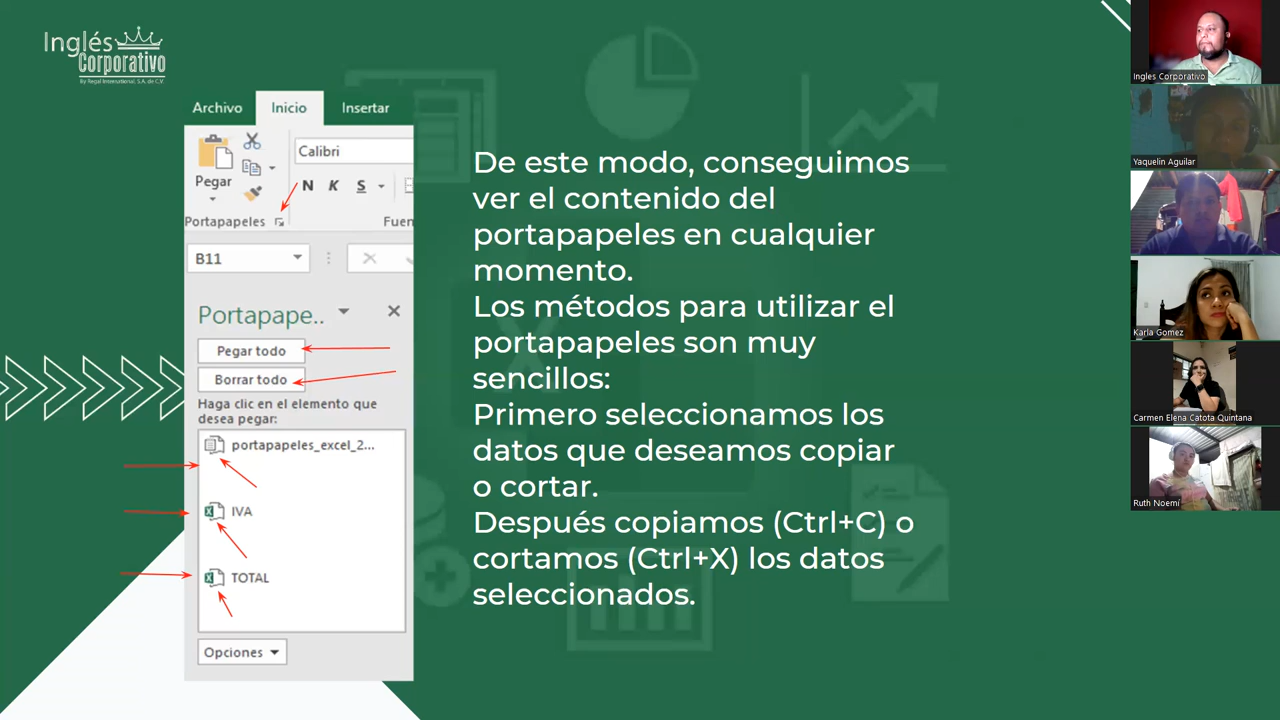 Inglés
Corporativo
By Regal International, S.A. de C.V.
Archivo Inicio Insertar
Pegar
Calibri
N K S
Portapapeles
Fuen
B11
Portapape..
Pegar todo
Borrar todo
Haga clic en el elemento que
desea pegar:
portapapeles_excel_2...
IVA
TOTAL
Opciones
De este modo, conseguimos
ver el contenido del
portapapeles en cualquier
momento.
Los métodos para utilizar el
portapapeles son muy
sencillos:
Primero seleccionamos los
datos que deseamos copiar
o cortar.
Después copiamos (Ctrl+C) o
cortamos (Ctrl+X) los datos
seleccionados.
Ingles Corporativo
Yaquelin Aguilar
Karla Gomez
Carmen Elena Catota Quintana
Ruth Noemí